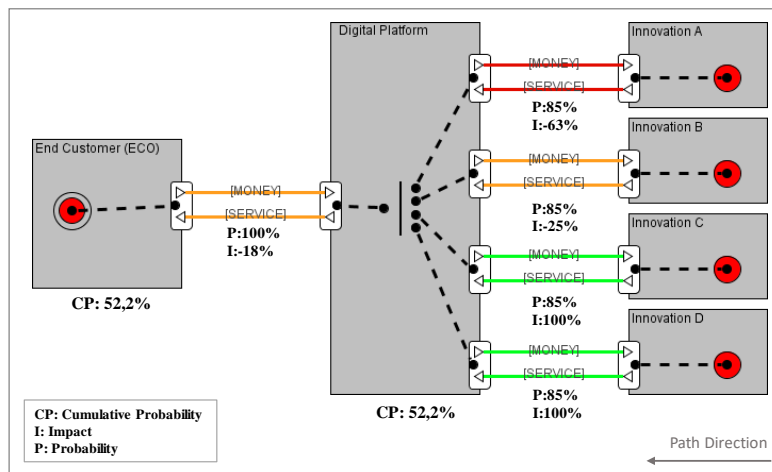 Digital Platform
Innovation A
[MONEY]
[SERVICE]
P:85%
I:-63%
Innovation B
[MONEY]
[SERVICE]
P:85%
I:-25%
End Customer (ECO)
[MONEY]
[SERVICE]
P:100%
I:-18%
CP: 52,2%
Innovation C
[MONEY]
[SERVICE]
P:85%
I:100%
Innovation D
[MONEY]
[SERVICE]
P:85%
I:100%
CP: 52,2%
CP: Cumulative Probability
I: Impact
P: Probability
Path Direction